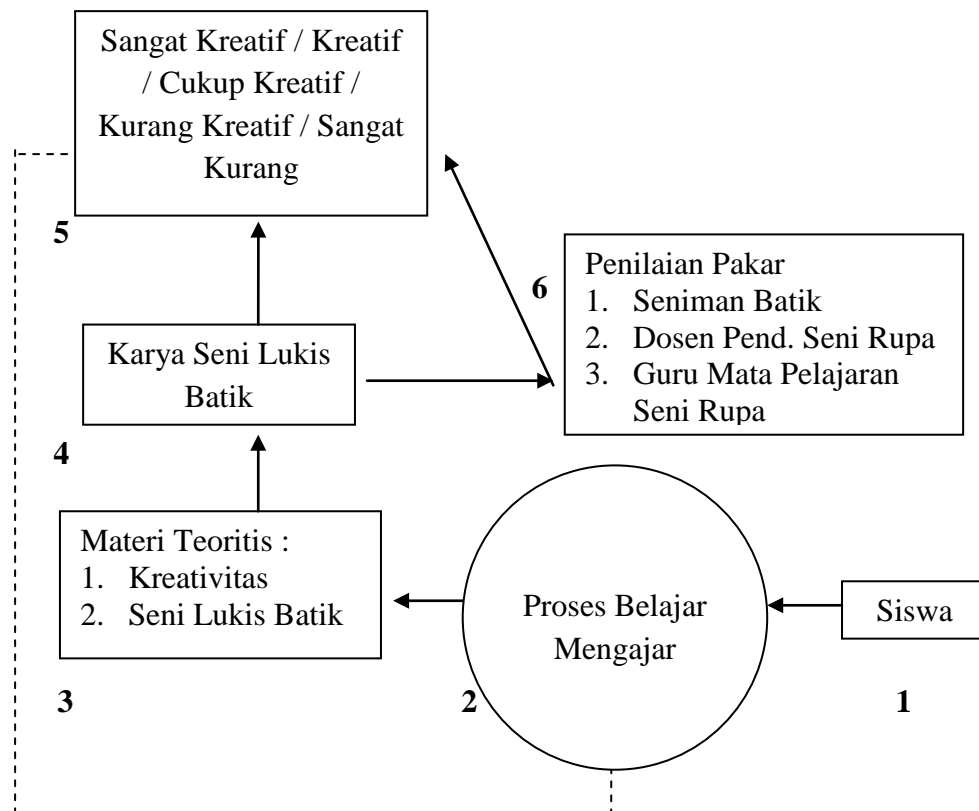 Sangat Kreatif / Kreatif
/ Cukup Kreatif /
Kurang Kreatif / Sangat
Kurang
5
Penilaian Pakar
1. Seniman Batik
2. Dosen Pend. Seni Rupa
3. Guru Mata Pelajaran
Seni Rupa
6
Karya Seni Lukis
Batik
4
Materi Teoritis :
1. Kreativitas
2. Seni Lukis Batik
3
Proses Belajar
Mengajar
2
Siswa
1